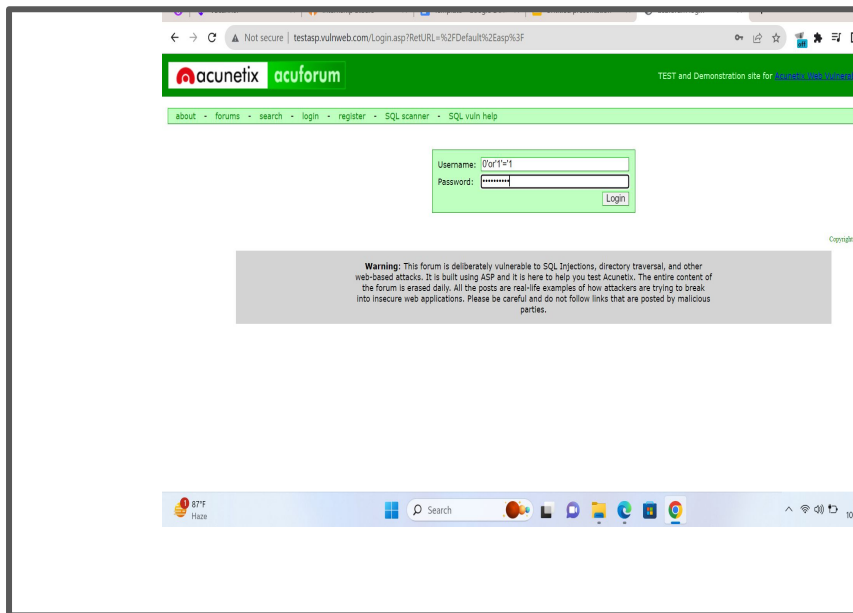 Not secure | testasp.vulnweb.com/Login.asp?RetURL=%2FDefault%2Easp%3F
acunetix acuforum
TEST and Demonstration site for Acunetix Web Vulnera
about - forums - search - login - register - SQL scanner - SQL vuln help
Username: 0'or'1'='1
Password: ••••••••••
Login
Copyright
Warning: This forum is deliberately vulnerable to SQL Injections, directory traversal, and other
web-based attacks. It is built using ASP and it is here to help you test Acunetix. The entire content of
the forum is erased daily. All the posts are real-life examples of how attackers are trying to break
into insecure web applications. Please be careful and do not follow links that are posted by malicious
parties.
1
87°F
Haze
Search
10